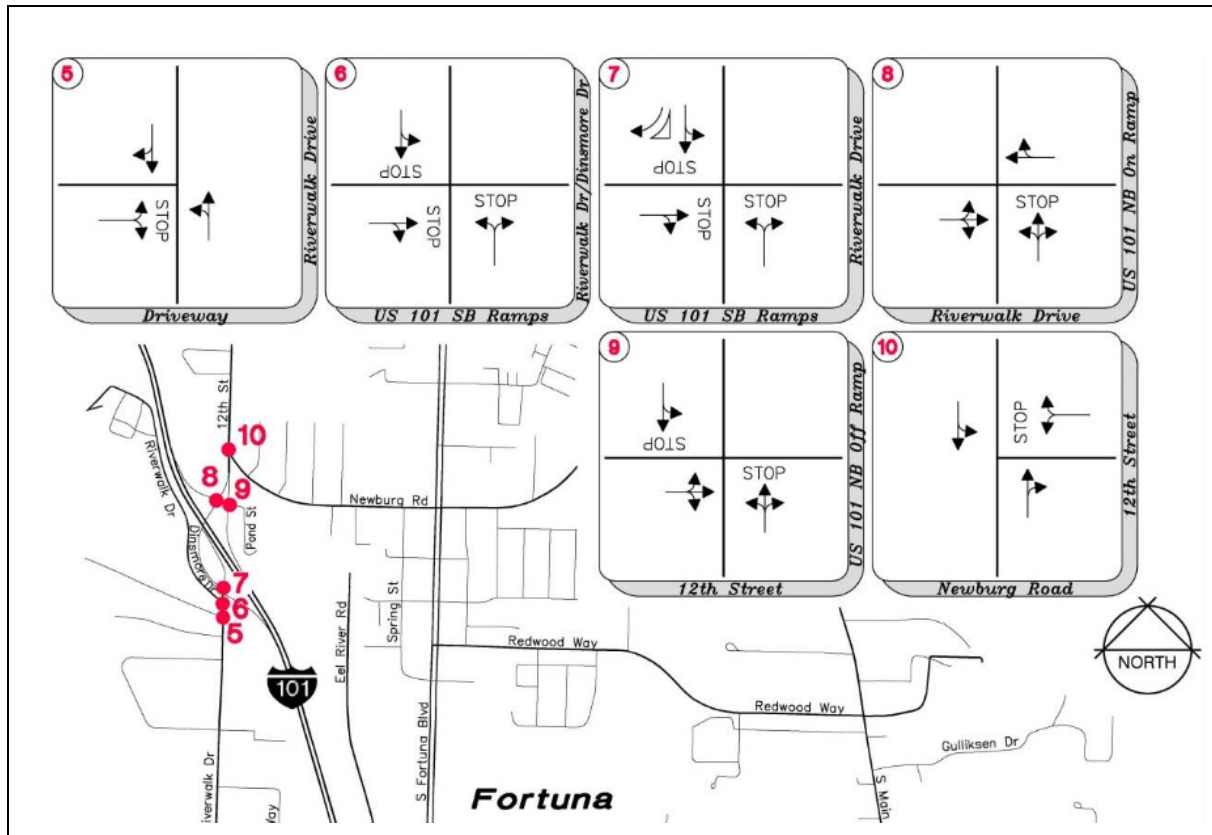 5
Riverwalk Drive
STOP
Driveway
6
Riverwalk Dr/Dinsmore Dr
STOP
STOP
STOP
US 101 SB Ramps
7
Riverwalk Drive
STOP
STOP
STOP
US 101 SB Ramps
8
US 101 NB On Ramp
STOP
Riverwalk Drive
9
US 101 NB Off Ramp
STOP
STOP
12th Street
10
12th Street
STOP
Newburg Road
12th St
10
Riverwalk Dr
8
9
Newburg Rd
Pond St
Dinsmore Dr
7
6
5
Eel River Rd
Spring St
Redwood Way
NORTH
101
S Fortuna Blvd
Redwood Way
Gulliksen Dr
S Main
iverwalk Dr
Way
Fortuna